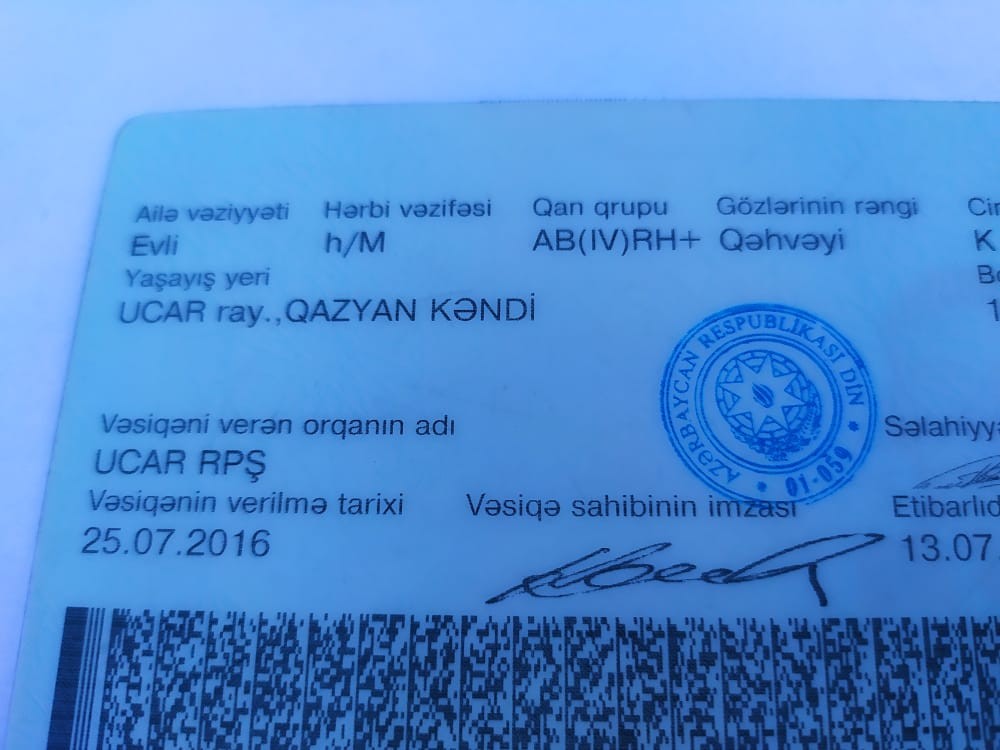 Ailə vəziyyəti Hərbi vəzifəsi Qan qrupu Gözlərinin rəngi
Evli h/M AB(IV)RH+ Qəhvəyi K
Yaşayış yeri
UCAR ray.,QAZYAN KƏNDİ
AZƏRBAYCAN RESPUBLİKASI DİN
* 01-059 *
Vəsiqəni verən orqanın adı
UCAR RPŞ
Vəsiqənin verilmə tarixi Vəsiqə sahibinin imzası
25.07.2016 13.07